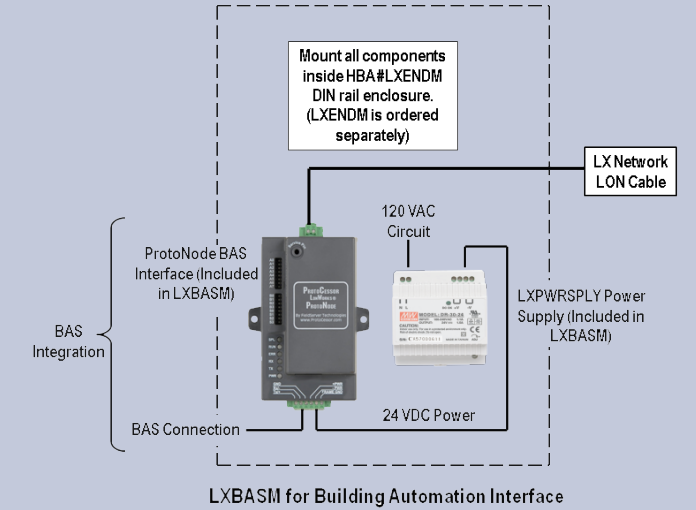 Mount all components
inside HBA#LXENDM
DIN rail enclosure.
(LXENDM is ordered
separately)
LX Network
LON Cable
120 VAC
Circuit
ProtoNode BAS
Interface (Included
in LXBASM)
LXPWRSPLY Power
Supply (Included in
LXBASM)
BAS
Integration
PROTOCESSOR
PROTONODE
BAS Connection
24 VDC Power
LXBASM for Building Automation Interface